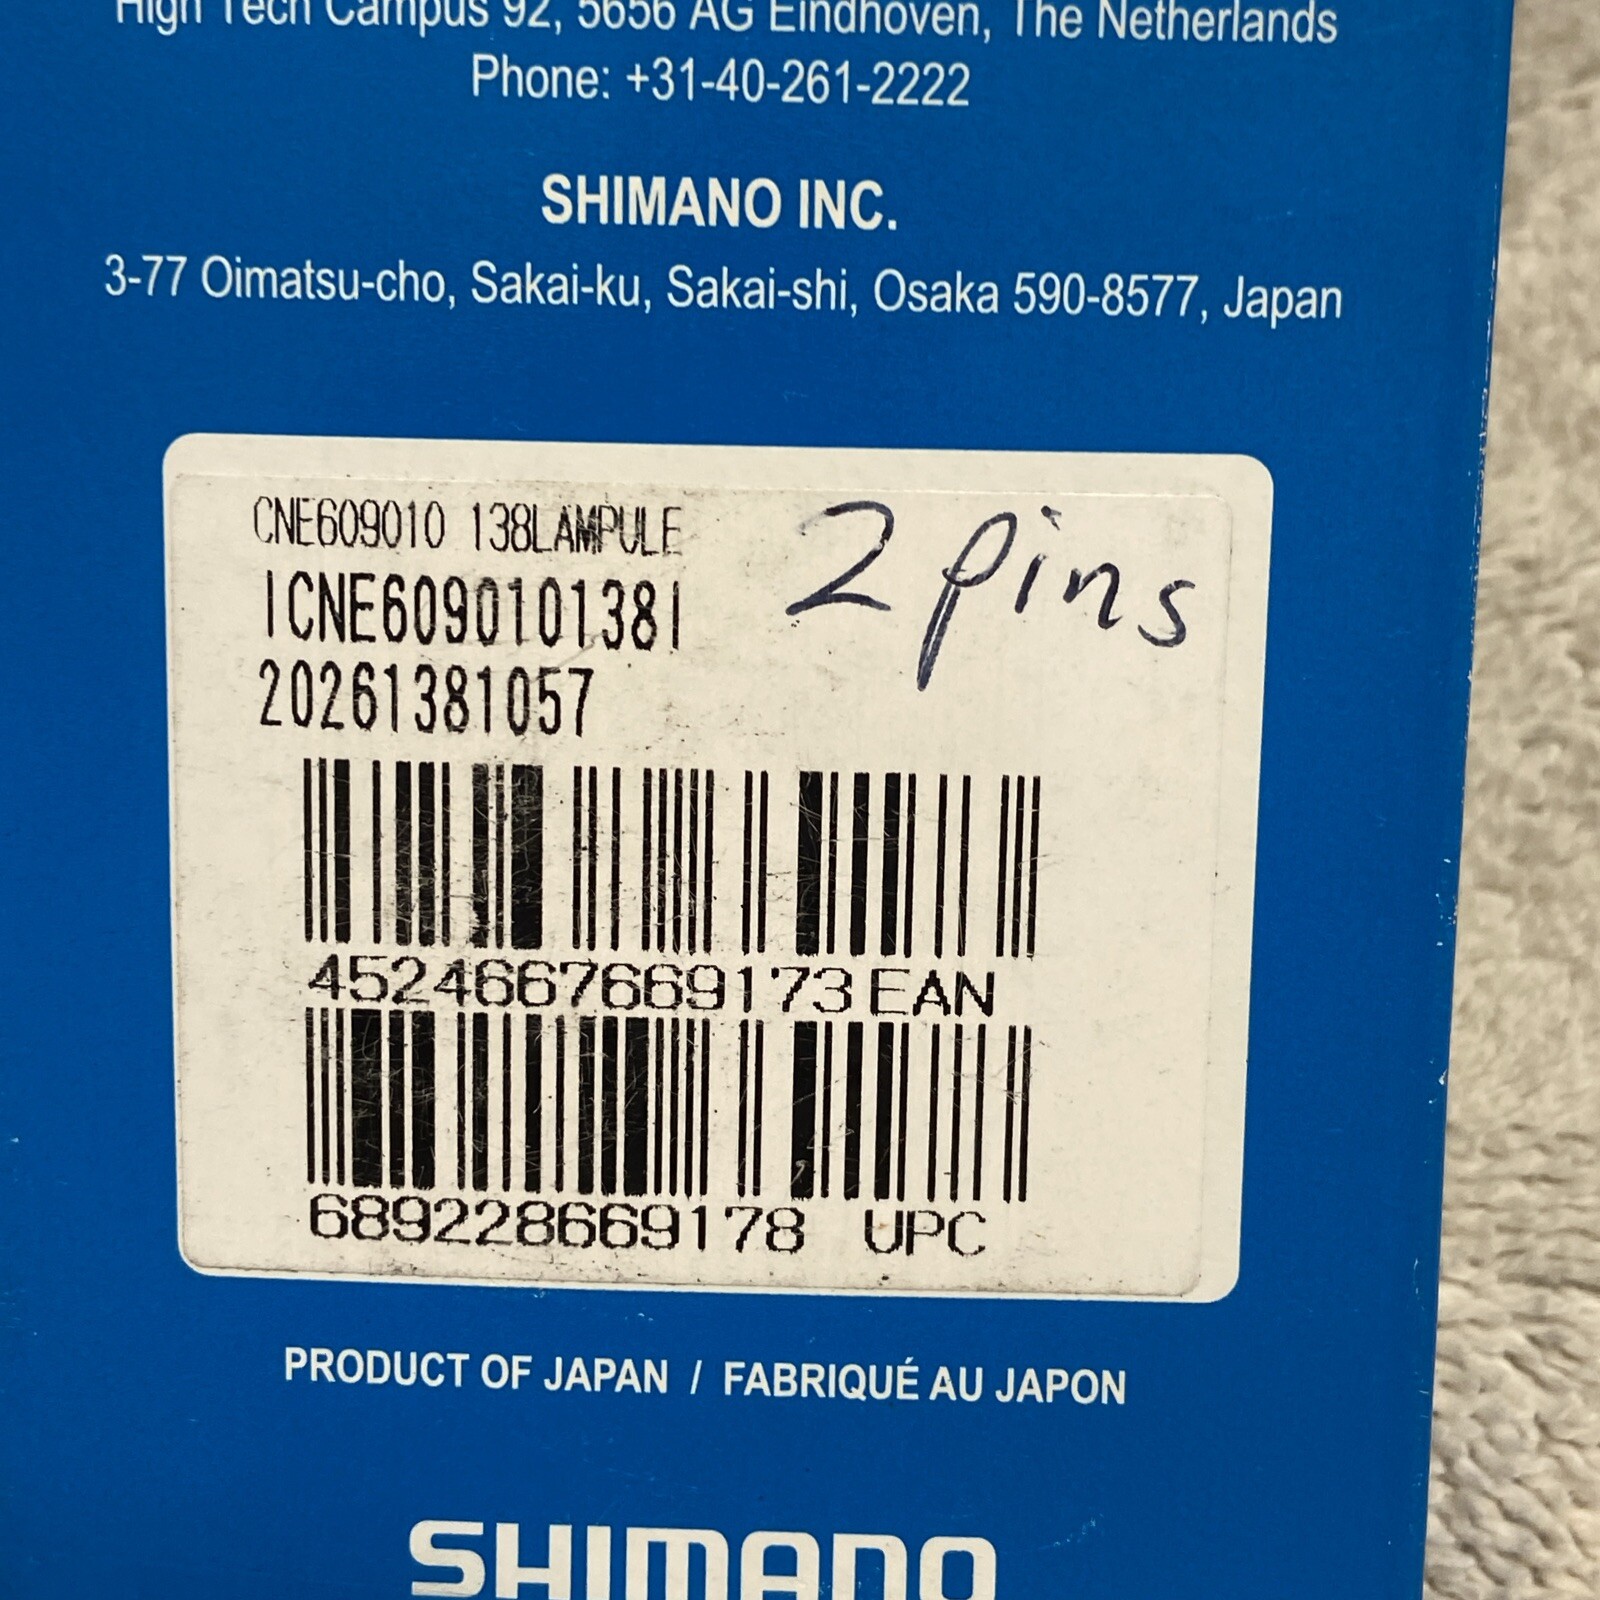 High Tech Campus 92, 5656 AG Eindhoven, The Netherlands
Phone: +31-40-261-2222
SHIMANO INC.
3-77 Oimatsu-cho, Sakai-ku, Sakai-shi, Osaka 590-8577, Japan
CNE609010 138LAMPULE
2 pins
ICNE609010138I
20261381057
4524667669173 EAN
689228669178 UPC
PRODUCT OF JAPAN / FABRIQUÉ AU JAPON
SHIMANO